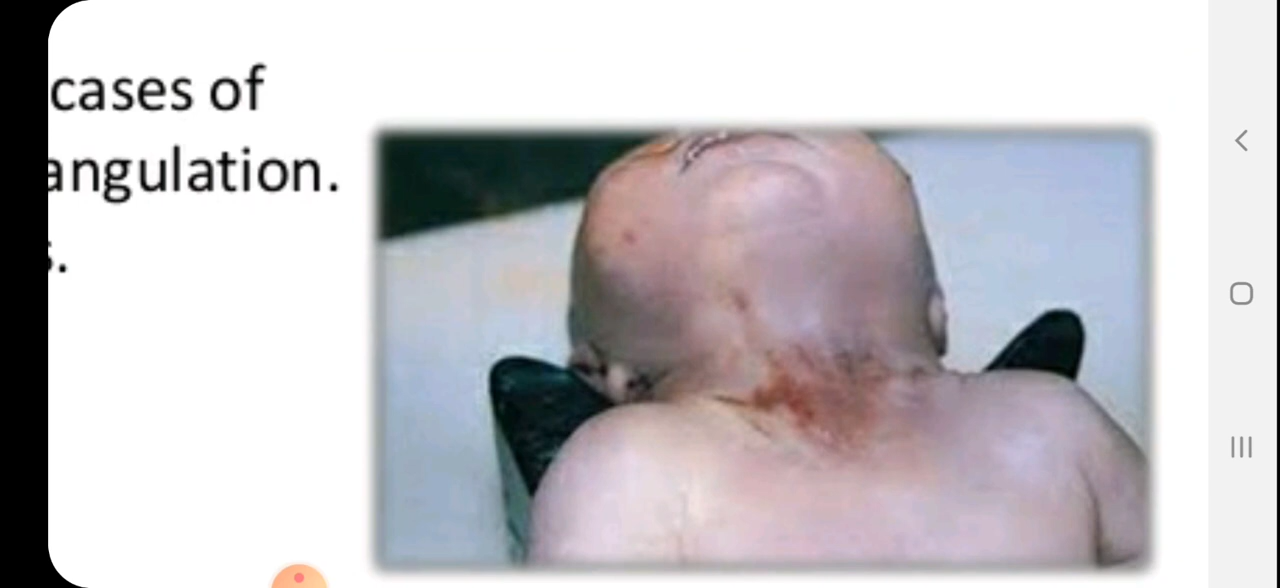 cases of
angulation.
s.